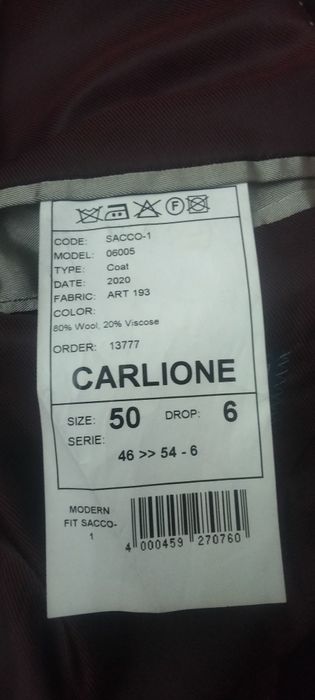 F
CODE: SACCO-1
MODEL: 06005
TYPE: Coat
DATE: 2020
FABRIC: ART 193
COLOR:
80% Wool, 20% Viscose
ORDER: 13777
CARLIONE
SIZE: 50 DROP: 6
SERIE:
46 >> 54 - 6
MODERN
FIT SACCO-
1
4 000459 270760